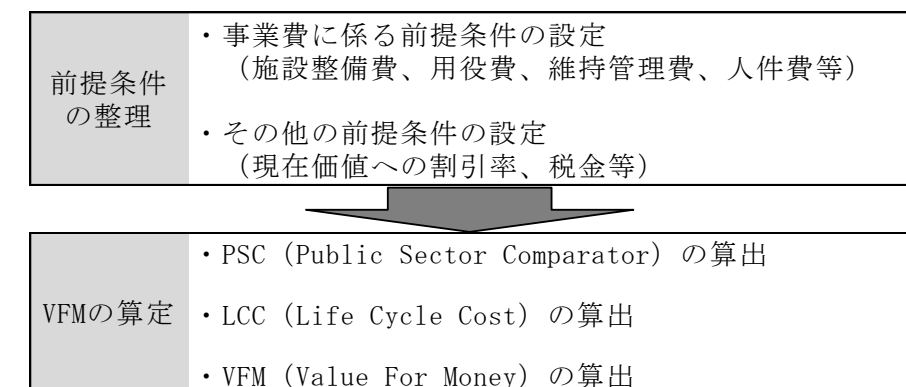 前提条件
の整理
・事業費に係る前提条件の設定
（施設整備費、用役費、維持管理費、人件費等）
・その他の前提条件の設定
（現在価値への割引率、税金等）
VFMの算定
・PSC（Public Sector Comparator）の算出
・LCC（Life Cycle Cost）の算出
・VFM（Value For Money）の算出